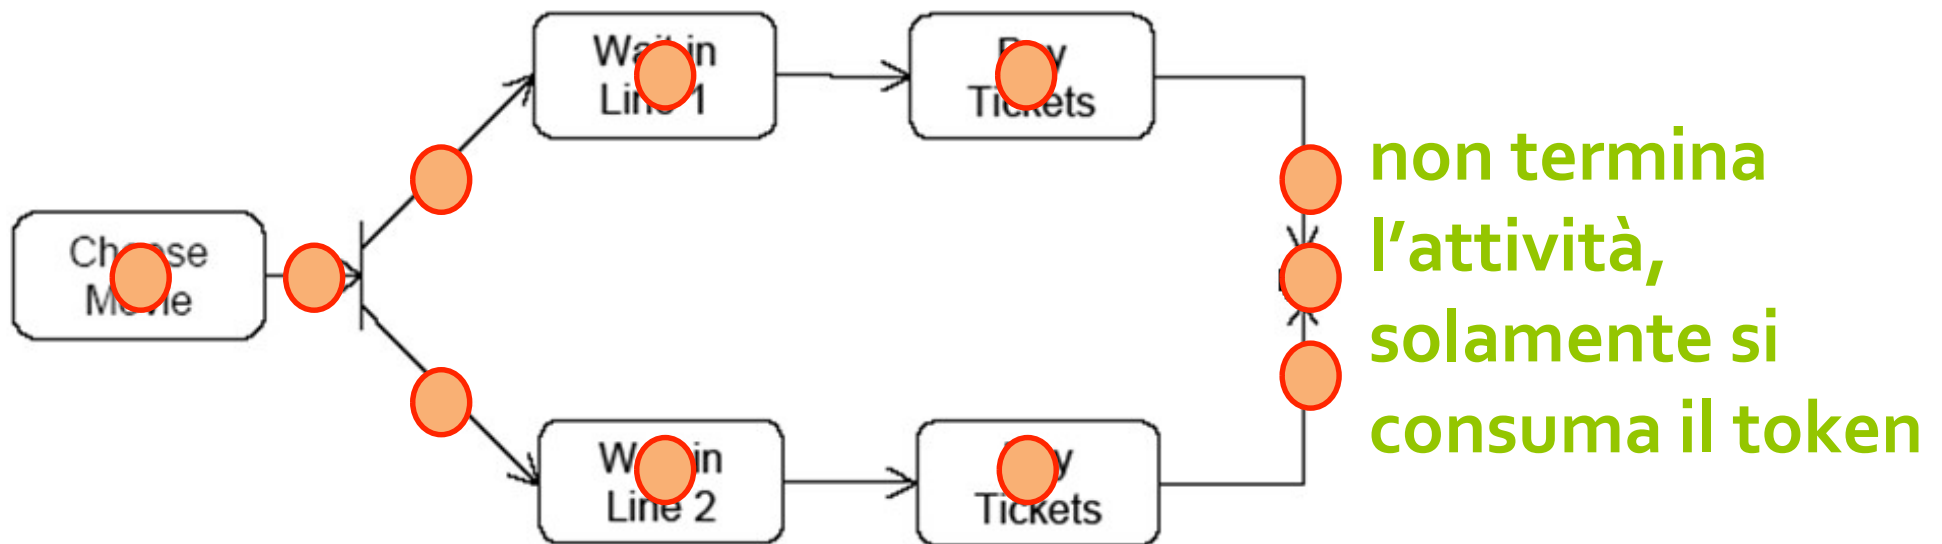 Wait in
Line 1
Tickets
Choose
Movie
non termina
l'attività,
solamente si
consuma il token
Wait in
Line 2
Tickets